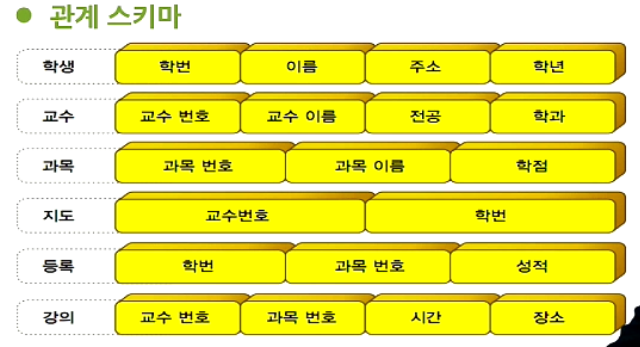 관계 스키마
학생 학번 이름 주소 학년
교수 교수 번호 교수 이름 전공 학과
과목 과목 번호 과목 이름 학점
지도 교수번호 학번
등록 학번 과목 번호 성적
강의 교수 번호 과목 번호 시간 장소